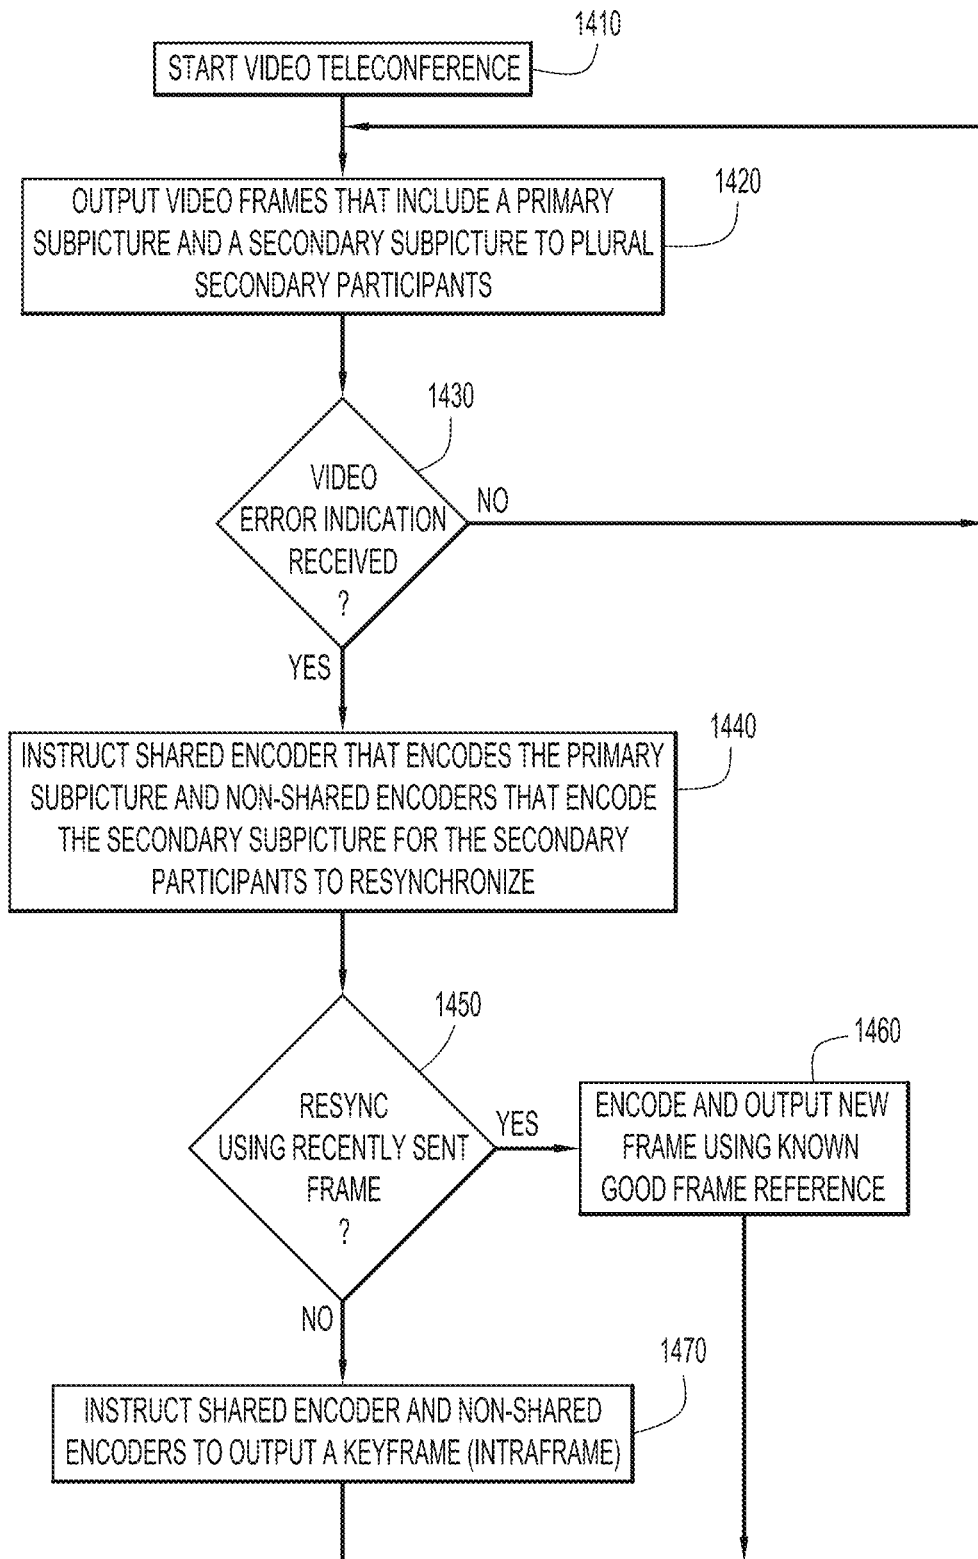 1410
START VIDEO TELECONFERENCE
1420
OUTPUT VIDEO FRAMES THAT INCLUDE A PRIMARY
SUBPICTURE AND A SECONDARY SUBPICTURE TO PLURAL
SECONDARY PARTICIPANTS
1430
VIDEO
ERROR INDICATION
RECEIVED
?
NO
YES
1440
INSTRUCT SHARED ENCODER THAT ENCODES THE PRIMARY
SUBPICTURE AND NON-SHARED ENCODERS THAT ENCODE
THE SECONDARY SUBPICTURE FOR THE SECONDARY
PARTICIPANTS TO RESYNCHRONIZE
1450
RESYNC
USING RECENTLY SENT
FRAME
?
YES
1460
ENCODE AND OUTPUT NEW
FRAME USING KNOWN
GOOD FRAME REFERENCE
NO
1470
INSTRUCT SHARED ENCODER AND NON-SHARED
ENCODERS TO OUTPUT A KEYFRAME (INTRAFRAME)